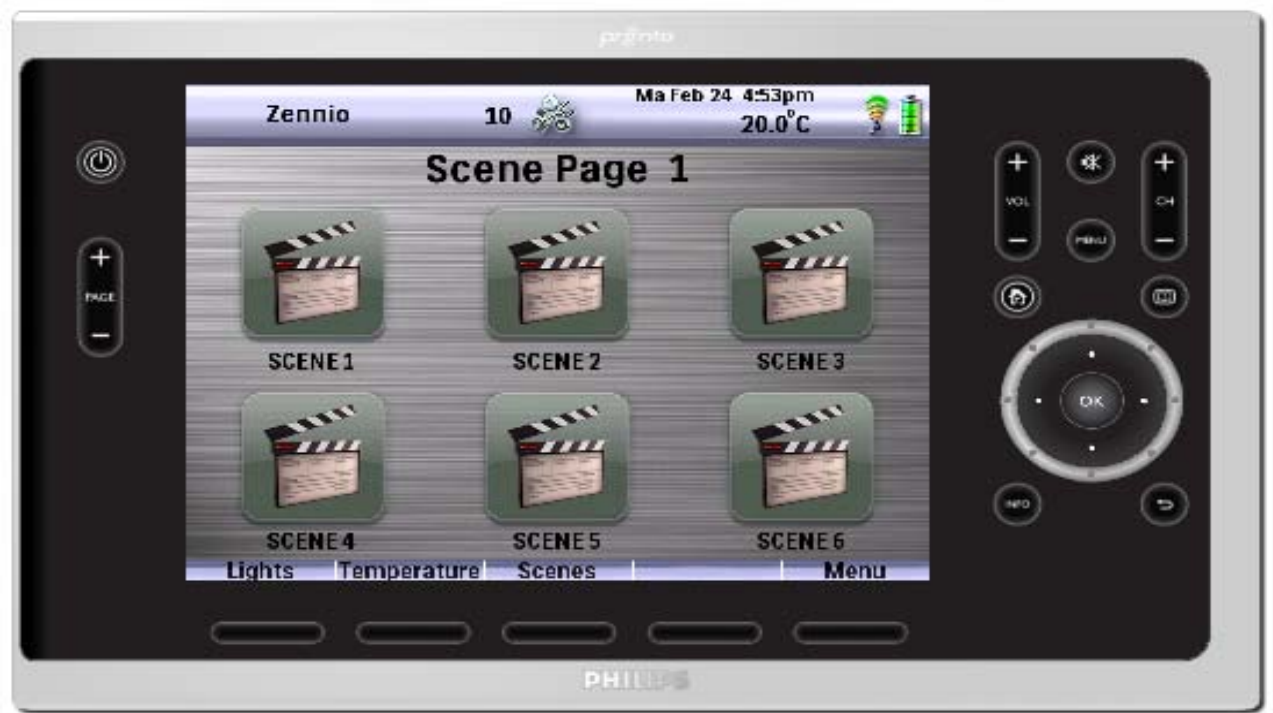 pronto
Zennio 10 Ma Feb 24 4:53pm
20.0°C
Scene Page 1
SCENE 1 SCENE 2 SCENE 3
SCENE 4 SCENE 5 SCENE 6
Lights Temperature Scenes Menu
+
PAGE
−
+
VOL
−
MENU
+
CH
−
OK
INFO
PHILIPS